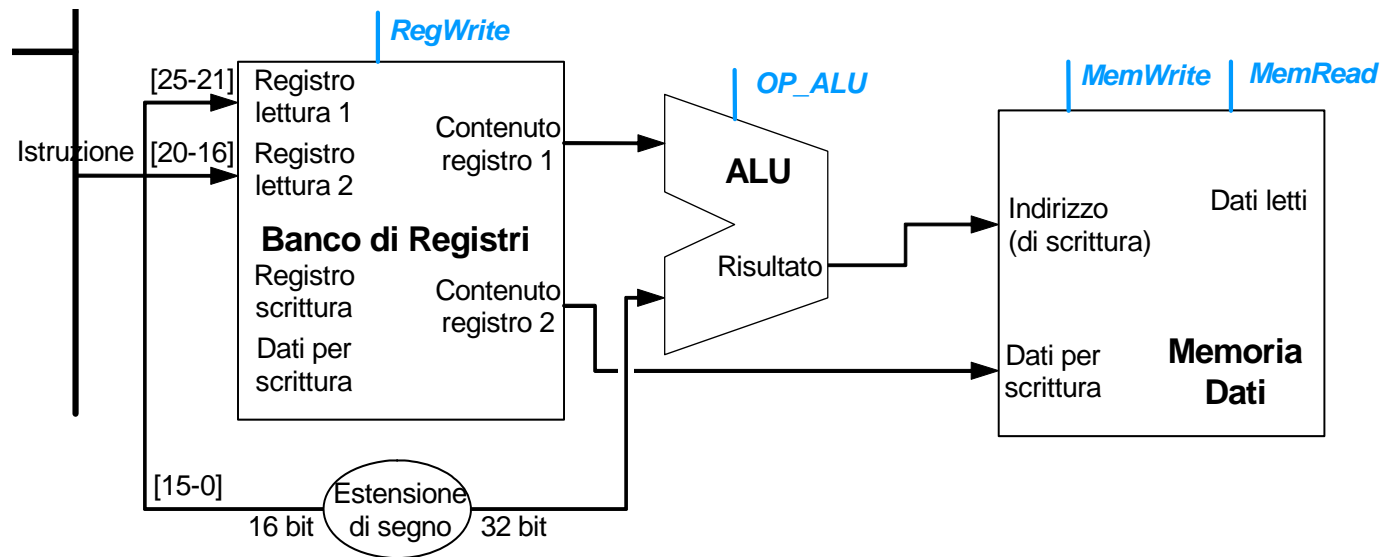 RegWrite
OP_ALU
MemWrite
MemRead
[25-21]
Registro
lettura 1
Contenuto
registro 1
Istruzione
[20-16]
Registro
lettura 2
Banco di Registri
Registro
scrittura
Contenuto
registro 2
Dati per
scrittura
ALU
Risultato
Indirizzo
(di scrittura)
Dati letti
Dati per
scrittura
Memoria
Dati
[15-0]
16 bit
Estensione
di segno
32 bit